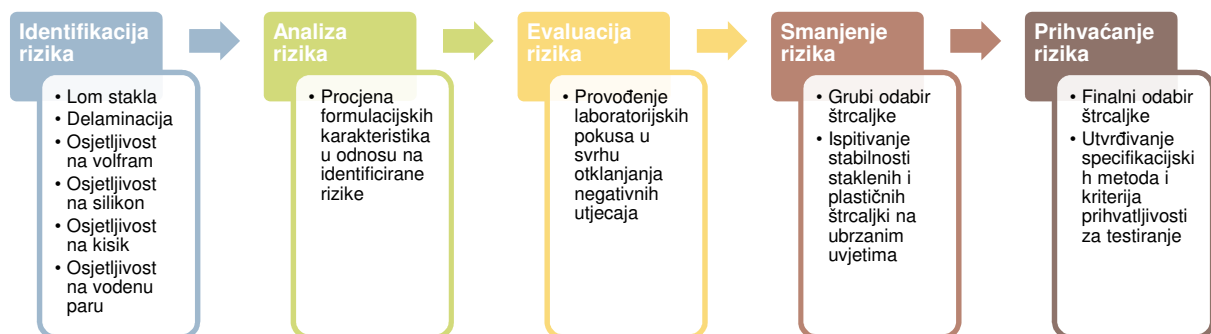 Identifikacija
rizika
• Lom stakla
• Delaminacija
• Osjetljivost
na volfram
• Osjetljivost
na silikon
• Osjetljivost
na kisik
• Osjetljivost
na vodenu
paru
Analiza
rizika
• Procjena
formulacijskih
karakteristika
u odnosu na
identificirane
rizike
Evaluacija
rizika
• Provođenje
laboratorijskih
pokusa u
svrhu
otklanjanja
negativnih
utjecaja
Smanjenje
rizika
• Grubi odabir
štrcaljke
• Ispitivanje
stabilnosti
staklenih i
plastičnih
štrcaljki na
ubrzanim
uvjetima
Prihvaćanje
rizika
• Finalni odabir
štrcaljke
• Utvrđivanje
specifikacijski
h metoda i
kriterija
prihvatljivosti
za testiranje